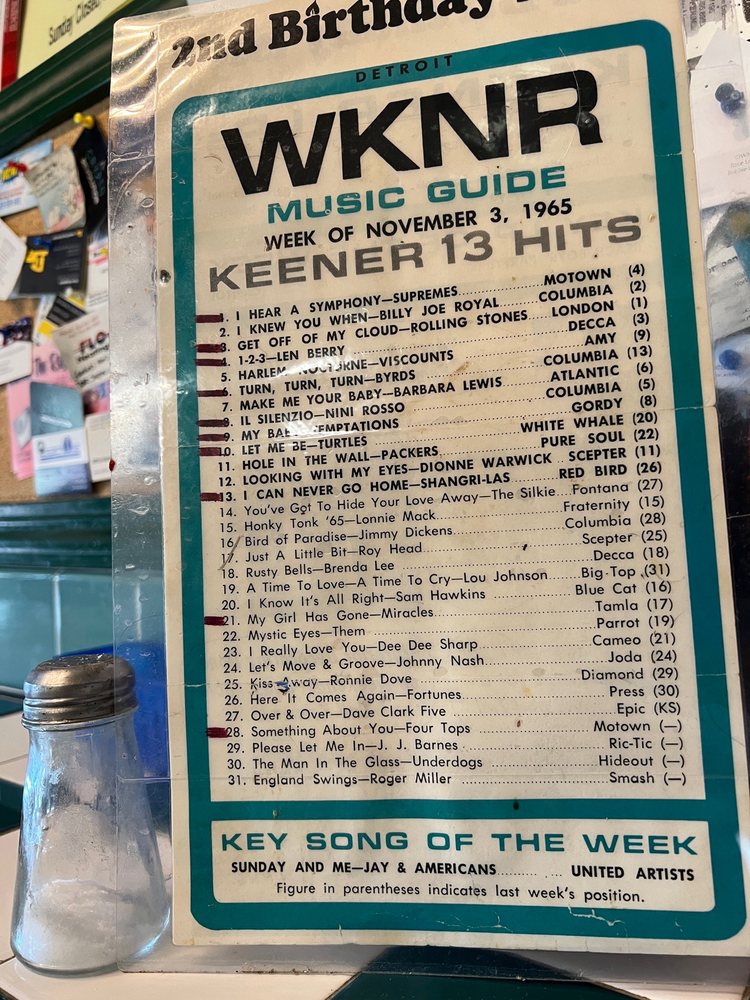 Sunday Closed
2nd Birthday
DETROIT
WKNR
MUSIC GUIDE
WEEK OF NOVEMBER 3, 1965
KEENER 13 HITS
1. I HEAR A SYMPHONY—SUPREMES MOTOWN (4)
2. I KNEW YOU WHEN—BILLY JOE ROYAL COLUMBIA (2)
3. GET OFF OF MY CLOUD—ROLLING STONES LONDON (1)
4. 1-2-3—LEN BERRY DECCA (3)
5. HARLEM NOCTURNE—VISCOUNTS AMY (9)
6. TURN, TURN, TURN—BYRDS COLUMBIA (13)
7. MAKE ME YOUR BABY—BARBARA LEWIS ATLANTIC (6)
8. IL SILENZIO—NINI ROSSO COLUMBIA (5)
9. MY BABY—TEMPTATIONS GORDY (8)
10. LET ME BE—TURTLES WHITE WHALE (20)
11. HOLE IN THE WALL—PACKERS PURE SOUL (22)
12. LOOKING WITH MY EYES—DIONNE WARWICK SCEPTER (11)
13. I CAN NEVER GO HOME—SHANGRI-LAS RED BIRD (26)
14. You've Got To Hide Your Love Away—The Silkie Fontana (27)
15. Honky Tonk '65—Lonnie Mack Fraternity (15)
16. Bird of Paradise—Jimmy Dickens Columbia (28)
17. Just A Little Bit—Roy Head Scepter (25)
18. Rusty Bells—Brenda Lee Decca (18)
19. A Time To Love—A Time To Cry—Lou Johnson Big-Top (31)
20. I Know It's All Right—Sam Hawkins Blue Cat (16)
21. My Girl Has Gone—Miracles Tamla (17)
22. Mystic Eyes—Them Parrot (19)
23. I Really Love You—Dee Dee Sharp Cameo (21)
24. Let's Move & Groove—Johnny Nash Joda (24)
25. Kiss Away—Ronnie Dove Diamond (29)
26. Here It Comes Again—Fortunes Press (30)
27. Over & Over—Dave Clark Five Epic (KS)
28. Something About You—Four Tops Motown (—)
29. Please Let Me In—J. J. Barnes Ric-Tic (—)
30. The Man In The Glass—Underdogs Hideout (—)
31. England Swings—Roger Miller Smash (—)
KEY SONG OF THE WEEK
SUNDAY AND ME—JAY & AMERICANS UNITED ARTISTS
Figure in parentheses indicates last week's position.